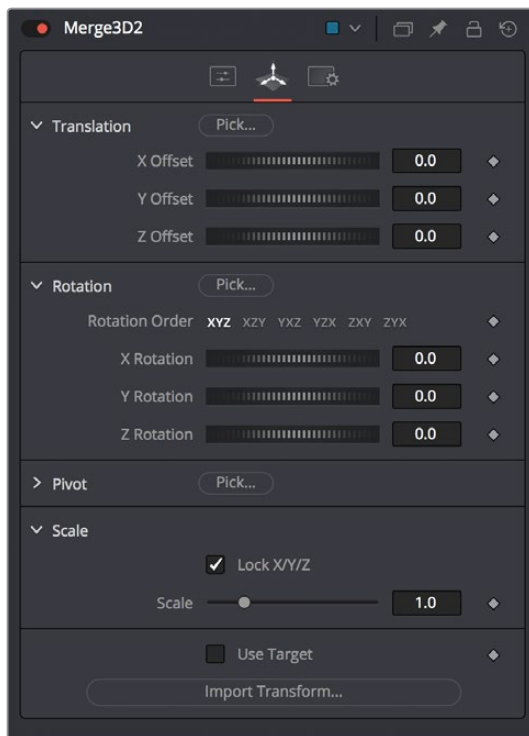 Merge3D2
Translation Pick...
X Offset 0.0
Y Offset 0.0
Z Offset 0.0
Rotation Pick...
Rotation Order XYZ XZY YXZ YZX ZXY ZYX
X Rotation 0.0
Y Rotation 0.0
Z Rotation 0.0
Pivot Pick...
Scale
Lock X/Y/Z
Scale 1.0
Use Target
Import Transform...